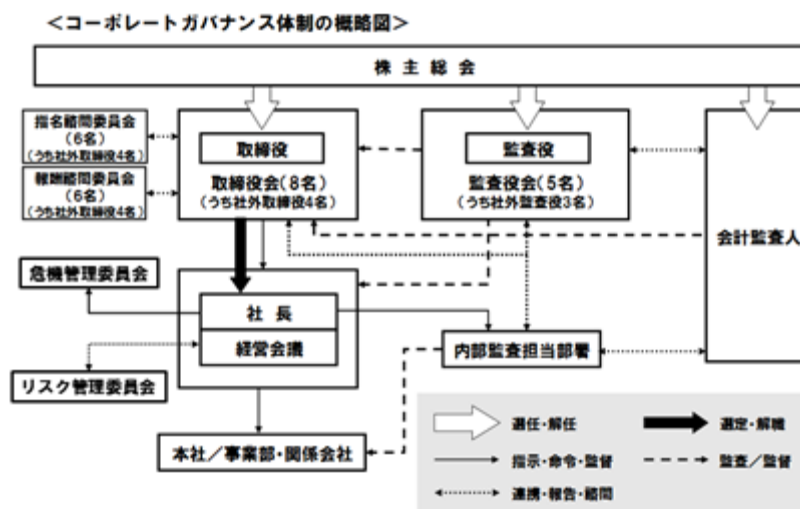 ＜コーポレートガバナンス体制の概略図＞
株 主 総 会
指名諮問委員会
（6名）
（うち社外取締役4名）
報酬諮問委員会
（6名）
（うち社外取締役4名）
取締役
取締役会（8名）
（うち社外取締役4名）
監査役
監査役会（5名）
（うち社外監査役3名）
会計監査人
危機管理委員会
社 長
経営会議
内部監査担当部署
リスク管理委員会
本社／事業部・関係会社
選任・解任
選定・解職
指示・命令・監督
監査／監督
連携・報告・諮問